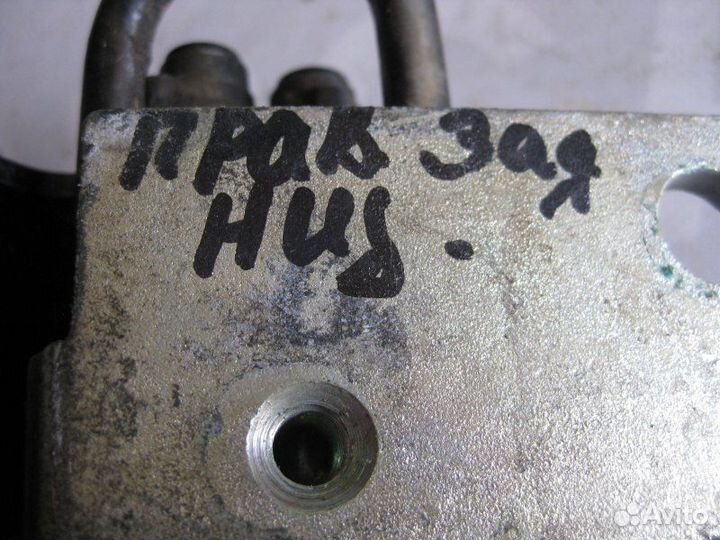 прав зад
низ.
Avito